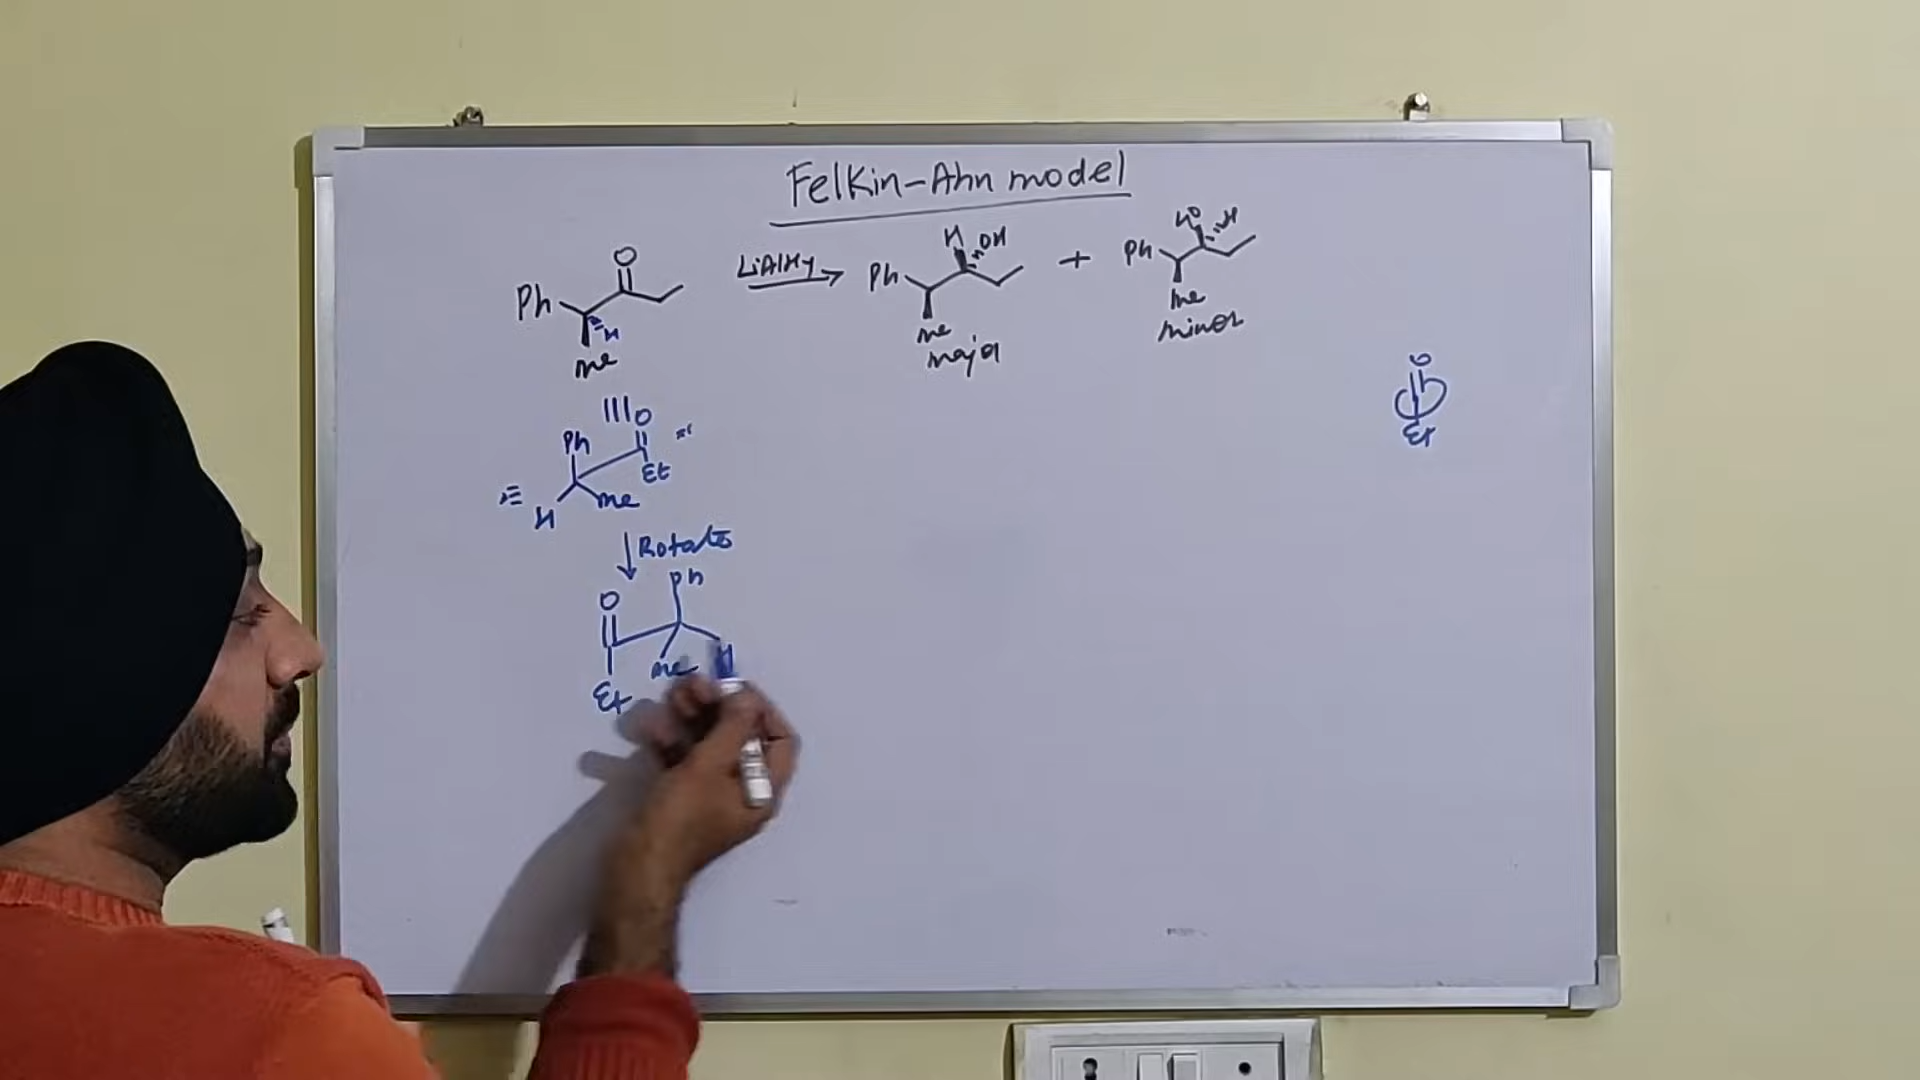 Felkin-Ahn model
O
Ph
H
me
LiAlH4
H
OH
Ph
me
major
+
HO
H
Ph
me
minor
O
Ph
Et
me
H
Rotate
O
Ph
me
H
Et
O
Et